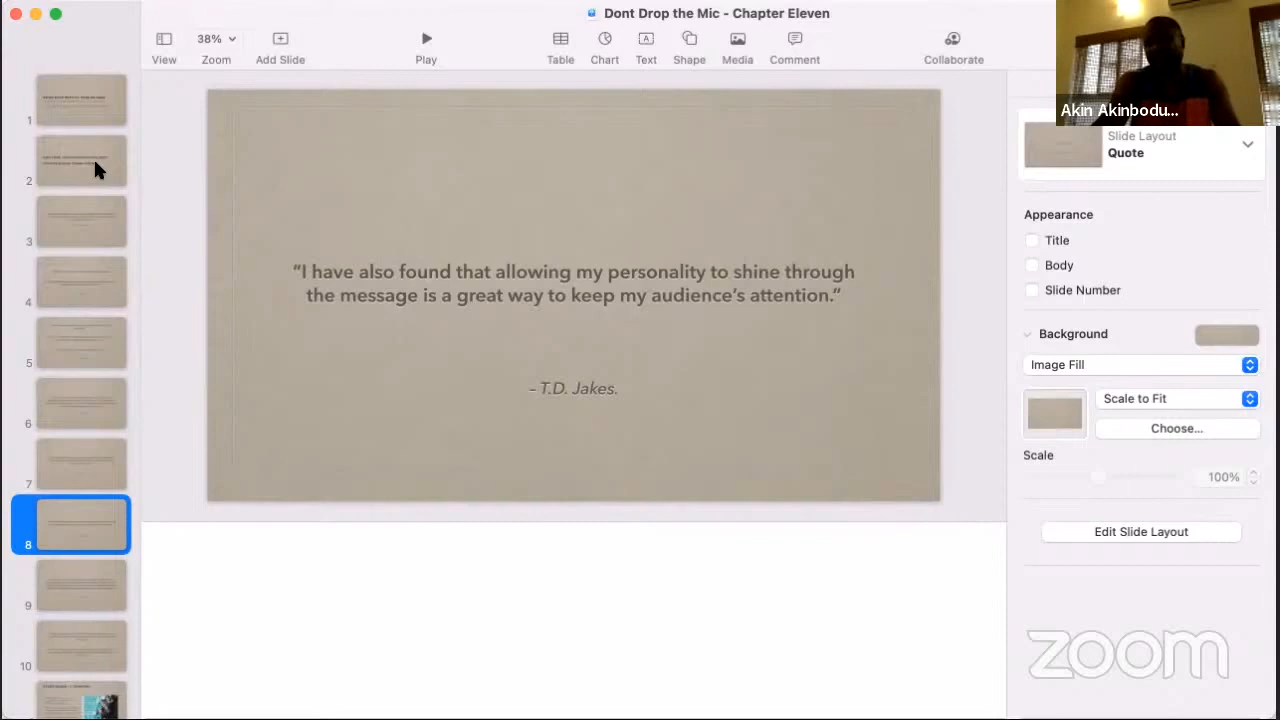 Dont Drop the Mic - Chapter Eleven
View
38%
Zoom
Add Slide
Play
Table
Chart
Text
Shape
Media
Comment
Collaborate
Akin Akinbodu...
1
2
3
4
5
6
7
8
9
10
“I have also found that allowing my personality to shine through
the message is a great way to keep my audience’s attention.”
– T.D. Jakes.
Slide Layout
Quote
Appearance
Title
Body
Slide Number
Background
Image Fill
Scale to Fit
Choose...
Scale
100%
Edit Slide Layout
zoom